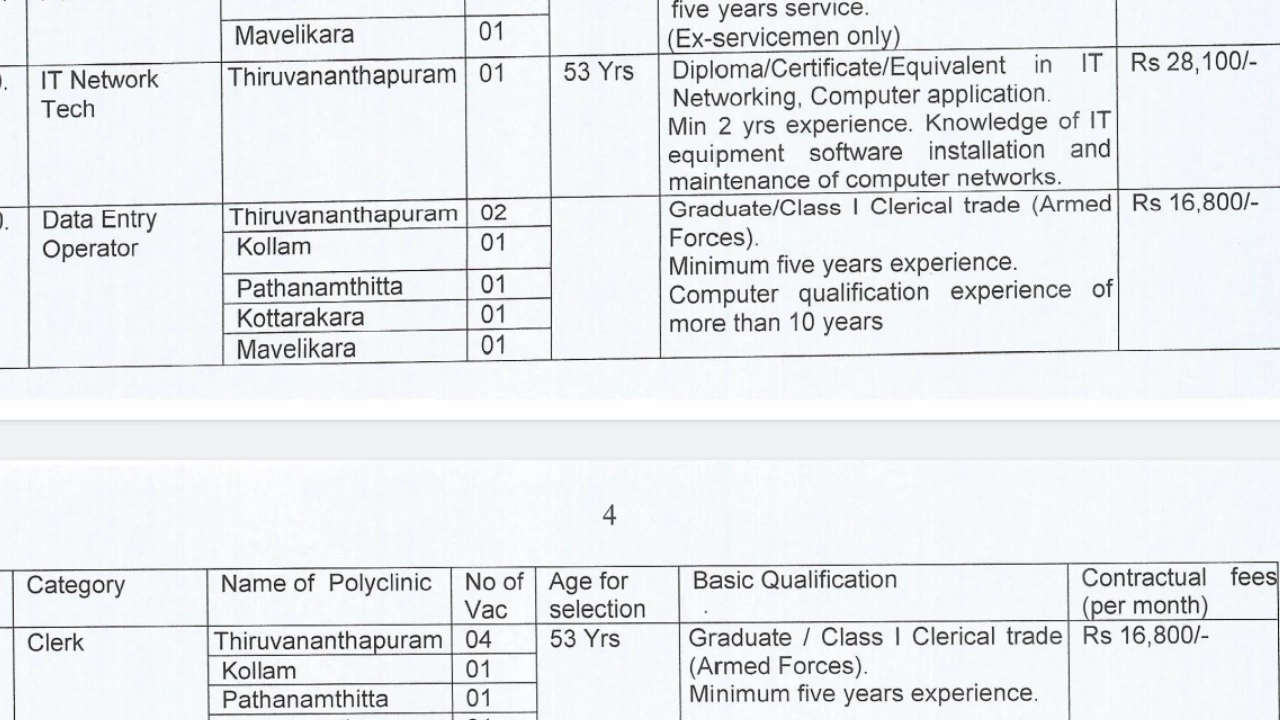 five years service.
Mavelikara 01 (Ex-servicemen only)
IT Network Thiruvananthapuram 01 53 Yrs Diploma/Certificate/Equivalent in IT Rs 28,100/-
Tech Networking, Computer application.
Min 2 yrs experience. Knowledge of IT
equipment software installation and
maintenance of computer networks.
Data Entry Thiruvananthapuram 02 Graduate/Class I Clerical trade (Armed Rs 16,800/-
Operator Kollam 01 Forces).
Minimum five years experience.
Pathanamthitta 01 Computer qualification experience of
Kottarakara 01 more than 10 years
Mavelikara 01
4
Category Name of Polyclinic No of Age for Basic Qualification Contractual fees
Vac selection (per month)
Clerk Thiruvananthapuram 04 53 Yrs Graduate / Class I Clerical trade Rs 16,800/-
Kollam 01 (Armed Forces).
Pathanamthitta 01 Minimum five years experience.